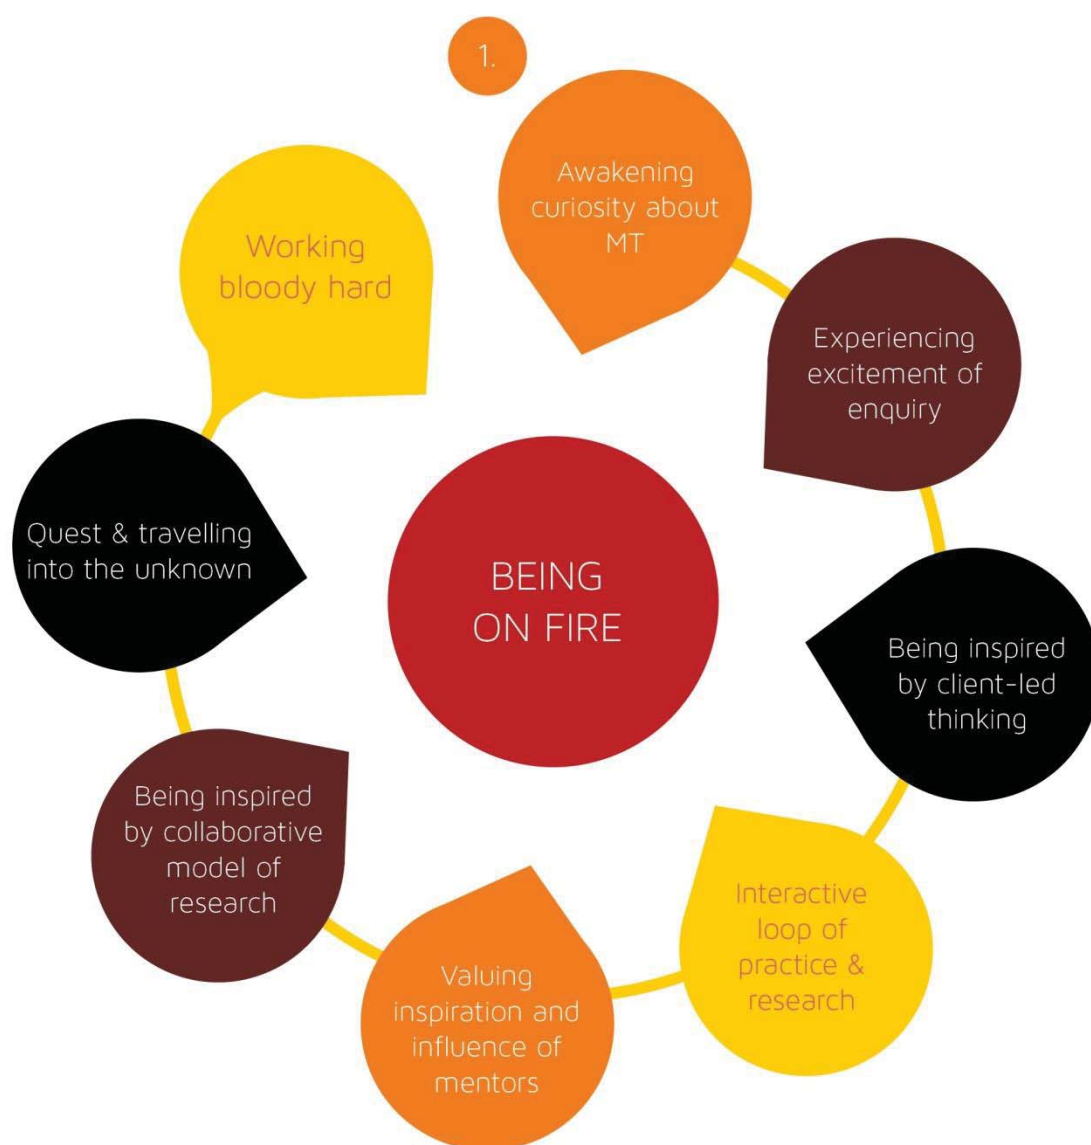 1.
Awakening
curiosity about
MT
Experiencing
excitement of
enquiry
Being inspired
by client-led
thinking
Interactive
loop of
practice &
research
Valuing
inspiration and
influence of
mentors
Being inspired
by collaborative
model of
research
Quest & travelling
into the unknown
Working
bloody hard
BEING
ON FIRE